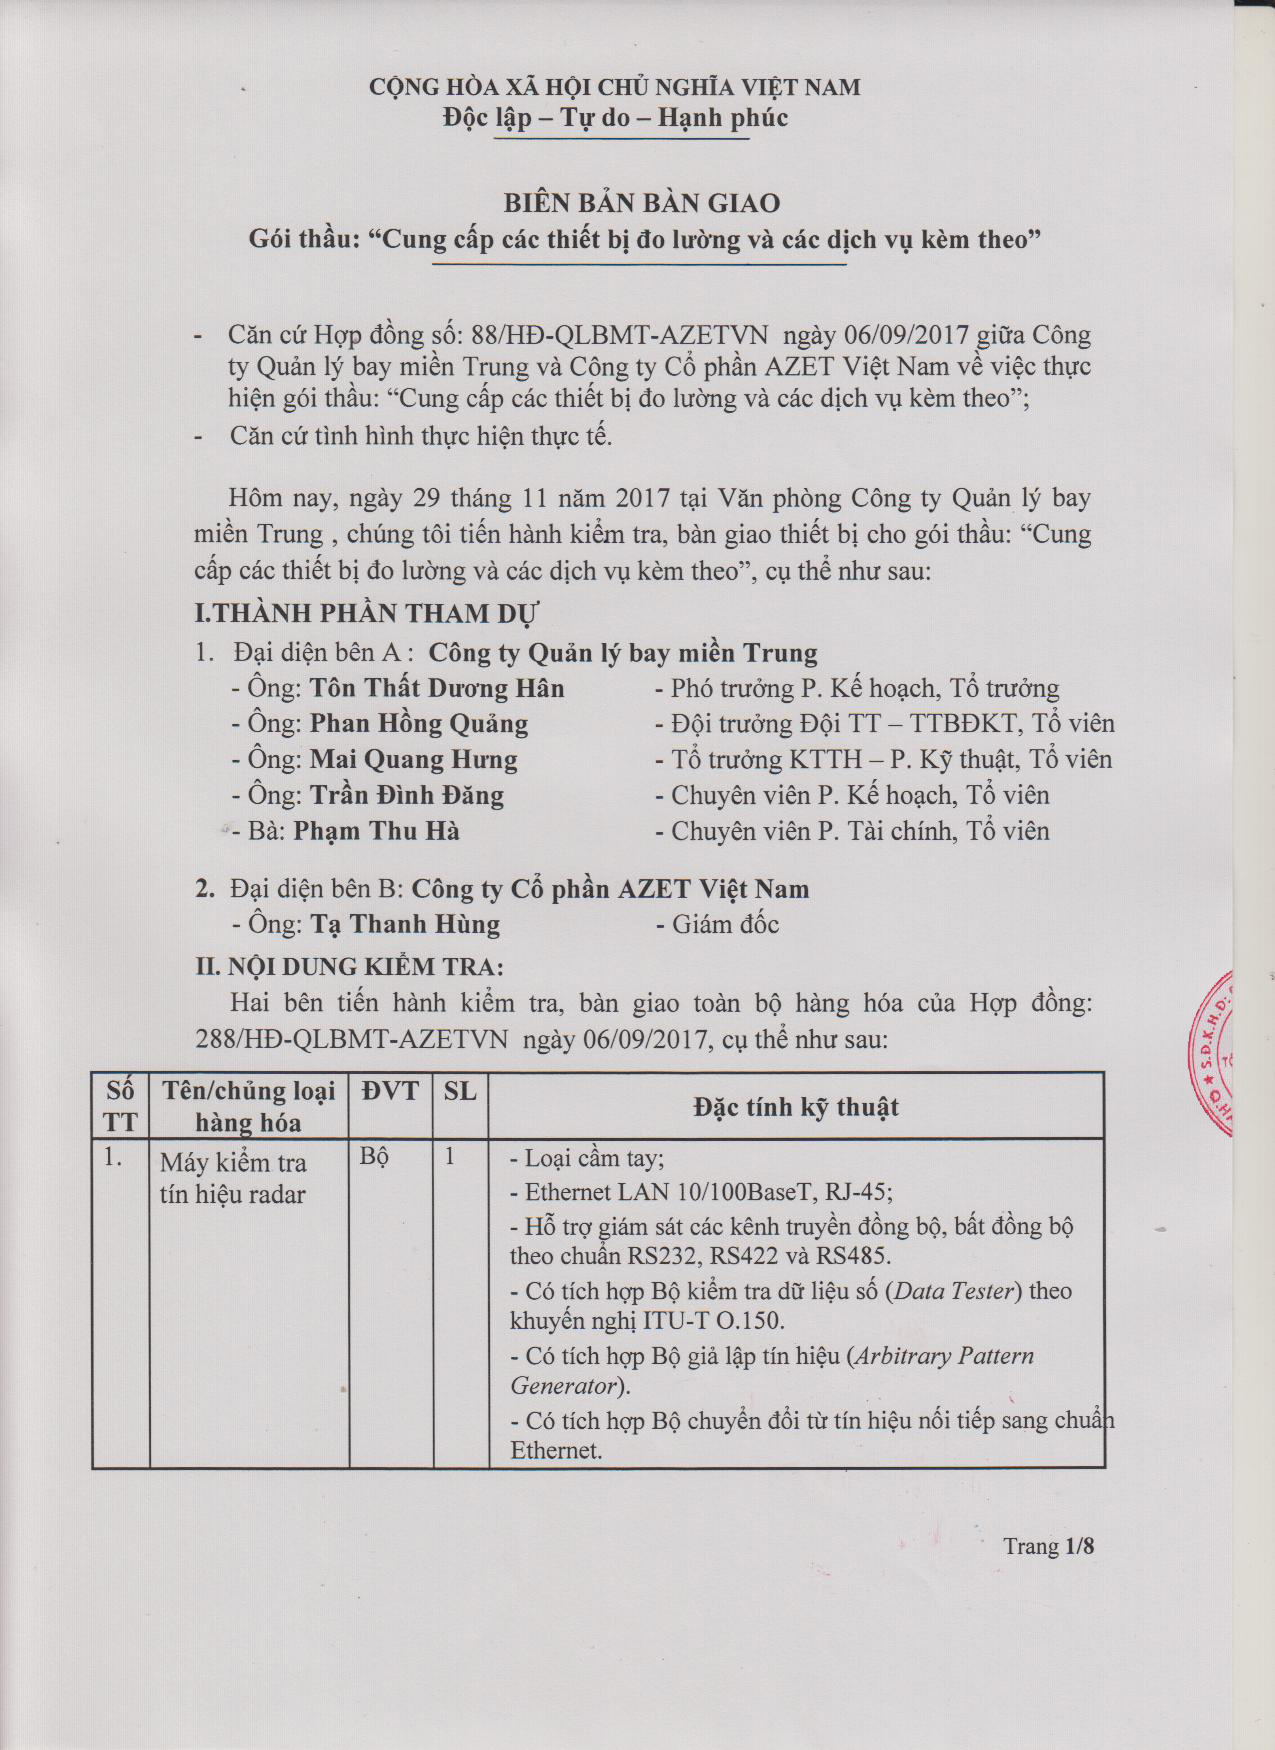 CỘNG HÒA XÃ HỘI CHỦ NGHĨA VIỆT NAM
Độc lập – Tự do – Hạnh phúc
BIÊN BẢN BÀN GIAO
Gói thầu: “Cung cấp các thiết bị đo lường và các dịch vụ kèm theo”
- Căn cứ Hợp đồng số: 88/HĐ-QLBMT-AZETVN ngày 06/09/2017 giữa Công
ty Quản lý bay miền Trung và Công ty Cổ phần AZET Việt Nam về việc thực
hiện gói thầu: “Cung cấp các thiết bị đo lường và các dịch vụ kèm theo”;
- Căn cứ tình hình thực hiện thực tế.
Hôm nay, ngày 29 tháng 11 năm 2017 tại Văn phòng Công ty Quản lý bay
miền Trung , chúng tôi tiến hành kiểm tra, bàn giao thiết bị cho gói thầu: “Cung
cấp các thiết bị đo lường và các dịch vụ kèm theo”, cụ thể như sau:
I.THÀNH PHẦN THAM DỰ
1. Đại diện bên A : Công ty Quản lý bay miền Trung
- Ông: Tôn Thất Dương Hân - Phó trưởng P. Kế hoạch, Tổ trưởng
- Ông: Phan Hồng Quảng - Đội trưởng Đội TT – TTBĐKT, Tổ viên
- Ông: Mai Quang Hưng - Tổ trưởng KTTH – P. Kỹ thuật, Tổ viên
- Ông: Trần Đình Đăng - Chuyên viên P. Kế hoạch, Tổ viên
- Bà: Phạm Thu Hà - Chuyên viên P. Tài chính, Tổ viên
2. Đại diện bên B: Công ty Cổ phần AZET Việt Nam
- Ông: Tạ Thanh Hùng - Giám đốc
II. NỘI DUNG KIỂM TRA:
Hai bên tiến hành kiểm tra, bàn giao toàn bộ hàng hóa của Hợp đồng:
288/HĐ-QLBMT-AZETVN ngày 06/09/2017, cụ thể như sau:
Số Tên/chủng loại ĐVT SL Đặc tính kỹ thuật
TT hàng hóa
1. Máy kiểm tra Bộ 1 - Loại cầm tay;
tín hiệu radar - Ethernet LAN 10/100BaseT, RJ-45;
- Hỗ trợ giám sát các kênh truyền đồng bộ, bất đồng bộ
theo chuẩn RS232, RS422 và RS485.
- Có tích hợp Bộ kiểm tra dữ liệu số (Data Tester) theo
khuyến nghị ITU-T O.150.
- Có tích hợp Bộ giả lập tín hiệu (Arbitrary Pattern
Generator).
- Có tích hợp Bộ chuyển đổi từ tín hiệu nối tiếp sang chuẩn
Ethernet.
★ S.Đ.K.H.Đ:
Trang 1/8